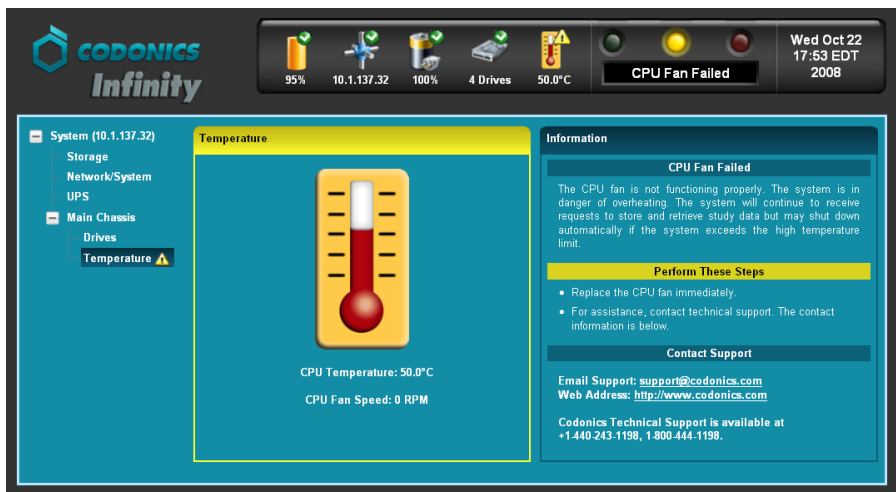 CODONICS
Infinity
95%
10.1.137.32
100%
4 Drives
50.0°C
CPU Fan Failed
Wed Oct 22
17:53 EDT
2008
System (10.1.137.32)
Storage
Network/System
UPS
Main Chassis
Drives
Temperature
Temperature
CPU Temperature: 50.0°C
CPU Fan Speed: 0 RPM
Information
CPU Fan Failed
The CPU fan is not functioning properly. The system is in
danger of overheating. The system will continue to receive
requests to store and retrieve study data but may shut down
automatically if the system exceeds the high temperature
limit.
Perform These Steps
• Replace the CPU fan immediately.
• For assistance, contact technical support. The contact
information is below.
Contact Support
Email Support: support@codonics.com
Web Address: http://www.codonics.com
Codonics Technical Support is available at
+1-440-243-1198, 1-800-444-1198.